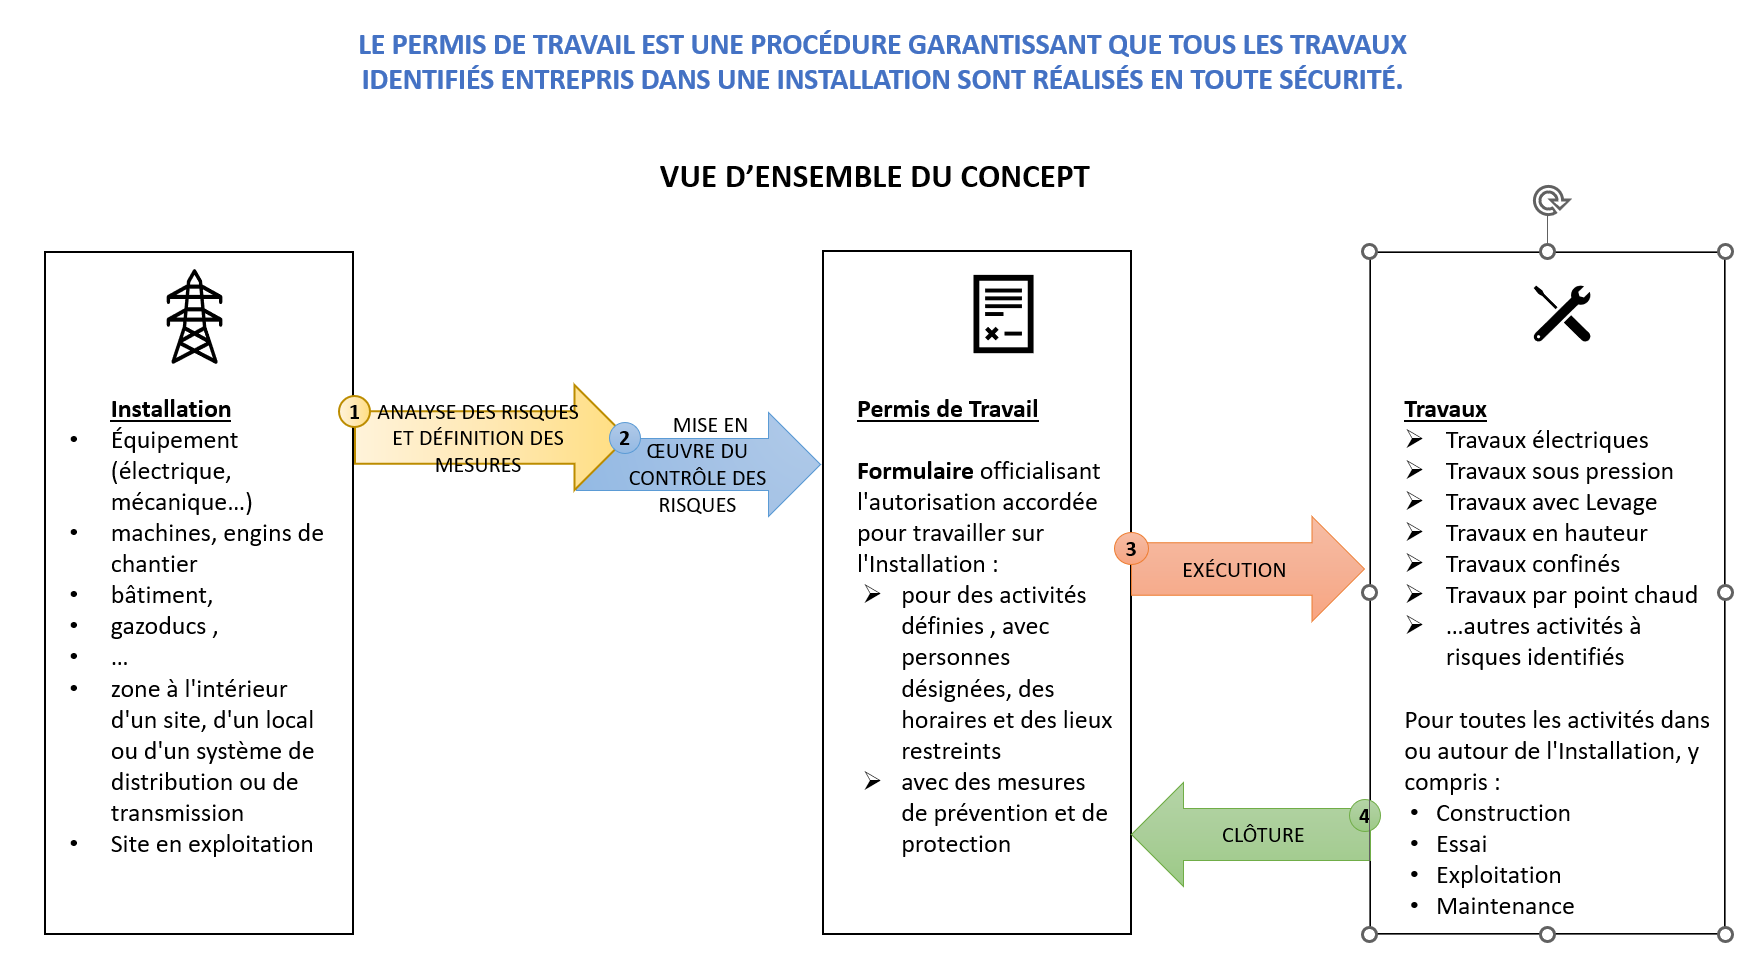 LE PERMIS DE TRAVAIL EST UNE PROCÉDURE GARANTISSANT QUE TOUS LES TRAVAUX
IDENTIFIÉS ENTREPRIS DANS UNE INSTALLATION SONT RÉALISÉS EN TOUTE SÉCURITÉ.
VUE D’ENSEMBLE DU CONCEPT
Installation
• Équipement
(électrique,
mécanique...)
• machines, engins de
chantier
• bâtiment,
• gazoducs ,
• ...
• zone à l'intérieur
d'un site, d'un local
ou d'un système de
distribution ou de
transmission
• Site en exploitation
1
ANALYSE DES RISQUES
ET DÉFINITION DES
MESURES
2
MISE EN
ŒUVRE DU
CONTRÔLE DES
RISQUES
Permis de Travail
Formulaire officialisant
l'autorisation accordée
pour travailler sur
l'Installation :
➢ pour des activités
définies , avec
personnes
désignées, des
horaires et des lieux
restreints
➢ avec des mesures
de prévention et de
protection
3
EXÉCUTION
Travaux
➢ Travaux électriques
➢ Travaux sous pression
➢ Travaux avec Levage
➢ Travaux en hauteur
➢ Travaux confinés
➢ Travaux par point chaud
➢ ...autres activités à
risques identifiés
Pour toutes les activités dans
ou autour de l'Installation, y
compris :
• Construction
• Essai
• Exploitation
• Maintenance
4
CLÔTURE